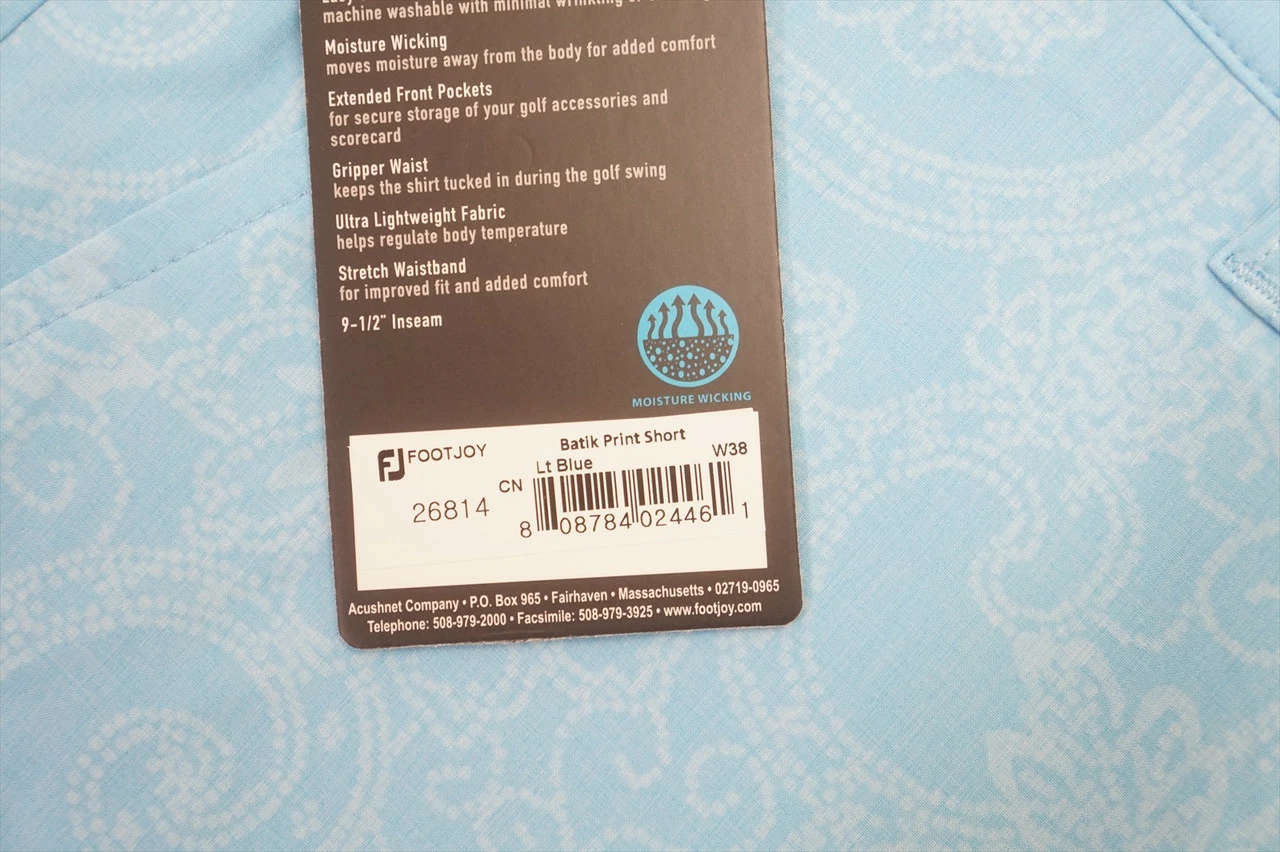 machine washable with minimal wrinkling
Moisture Wicking
moves moisture away from the body for added comfort
Extended Front Pockets
for secure storage of your golf accessories and
scorecard
Gripper Waist
keeps the shirt tucked in during the golf swing
Ultra Lightweight Fabric
helps regulate body temperature
Stretch Waistband
for improved fit and added comfort
9-1/2" Inseam
MOISTURE WICKING
FJ FOOTJOY
Batik Print Short
Lt Blue
W38
CN
26814
8 08784 02446 1
Acushnet Company • P.O. Box 965 • Fairhaven • Massachusetts • 02719-0965
Telephone: 508-979-2000 • Facsimile: 508-979-3925 • www.footjoy.com